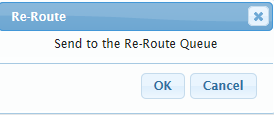 Re-Route
Send to the Re-Route Queue
OK Cancel